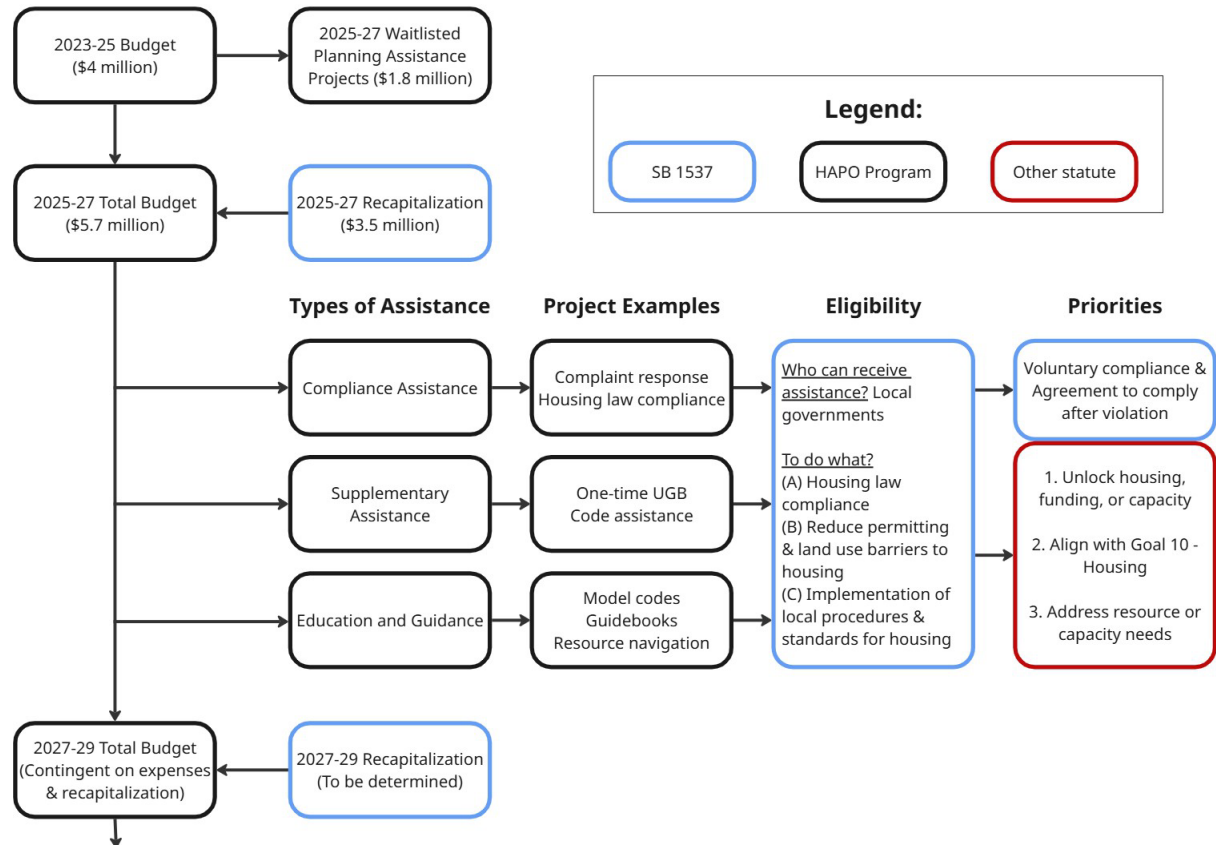 2023-25 Budget
($4 million)
2025-27 Waitlisted
Planning Assistance
Projects ($1.8 million)
Legend:
SB 1537
HAPO Program
Other statute
2025-27 Total Budget
($5.7 million)
2025-27 Recapitalization
($3.5 million)
Types of Assistance
Project Examples
Eligibility
Priorities
Compliance Assistance
Complaint response
Housing law compliance
Supplementary
Assistance
One-time UGB
Code assistance
Education and Guidance
Model codes
Guidebooks
Resource navigation
Who can receive
assistance? Local
governments
To do what?
(A) Housing law
compliance
(B) Reduce permitting
& land use barriers to
housing
(C) Implementation of
local procedures &
standards for housing
Voluntary compliance &
Agreement to comply
after violation
1. Unlock housing,
funding, or capacity
2. Align with Goal 10 -
Housing
3. Address resource or
capacity needs
2027-29 Total Budget
(Contingent on expenses
& recapitalization)
2027-29 Recapitalization
(To be determined)